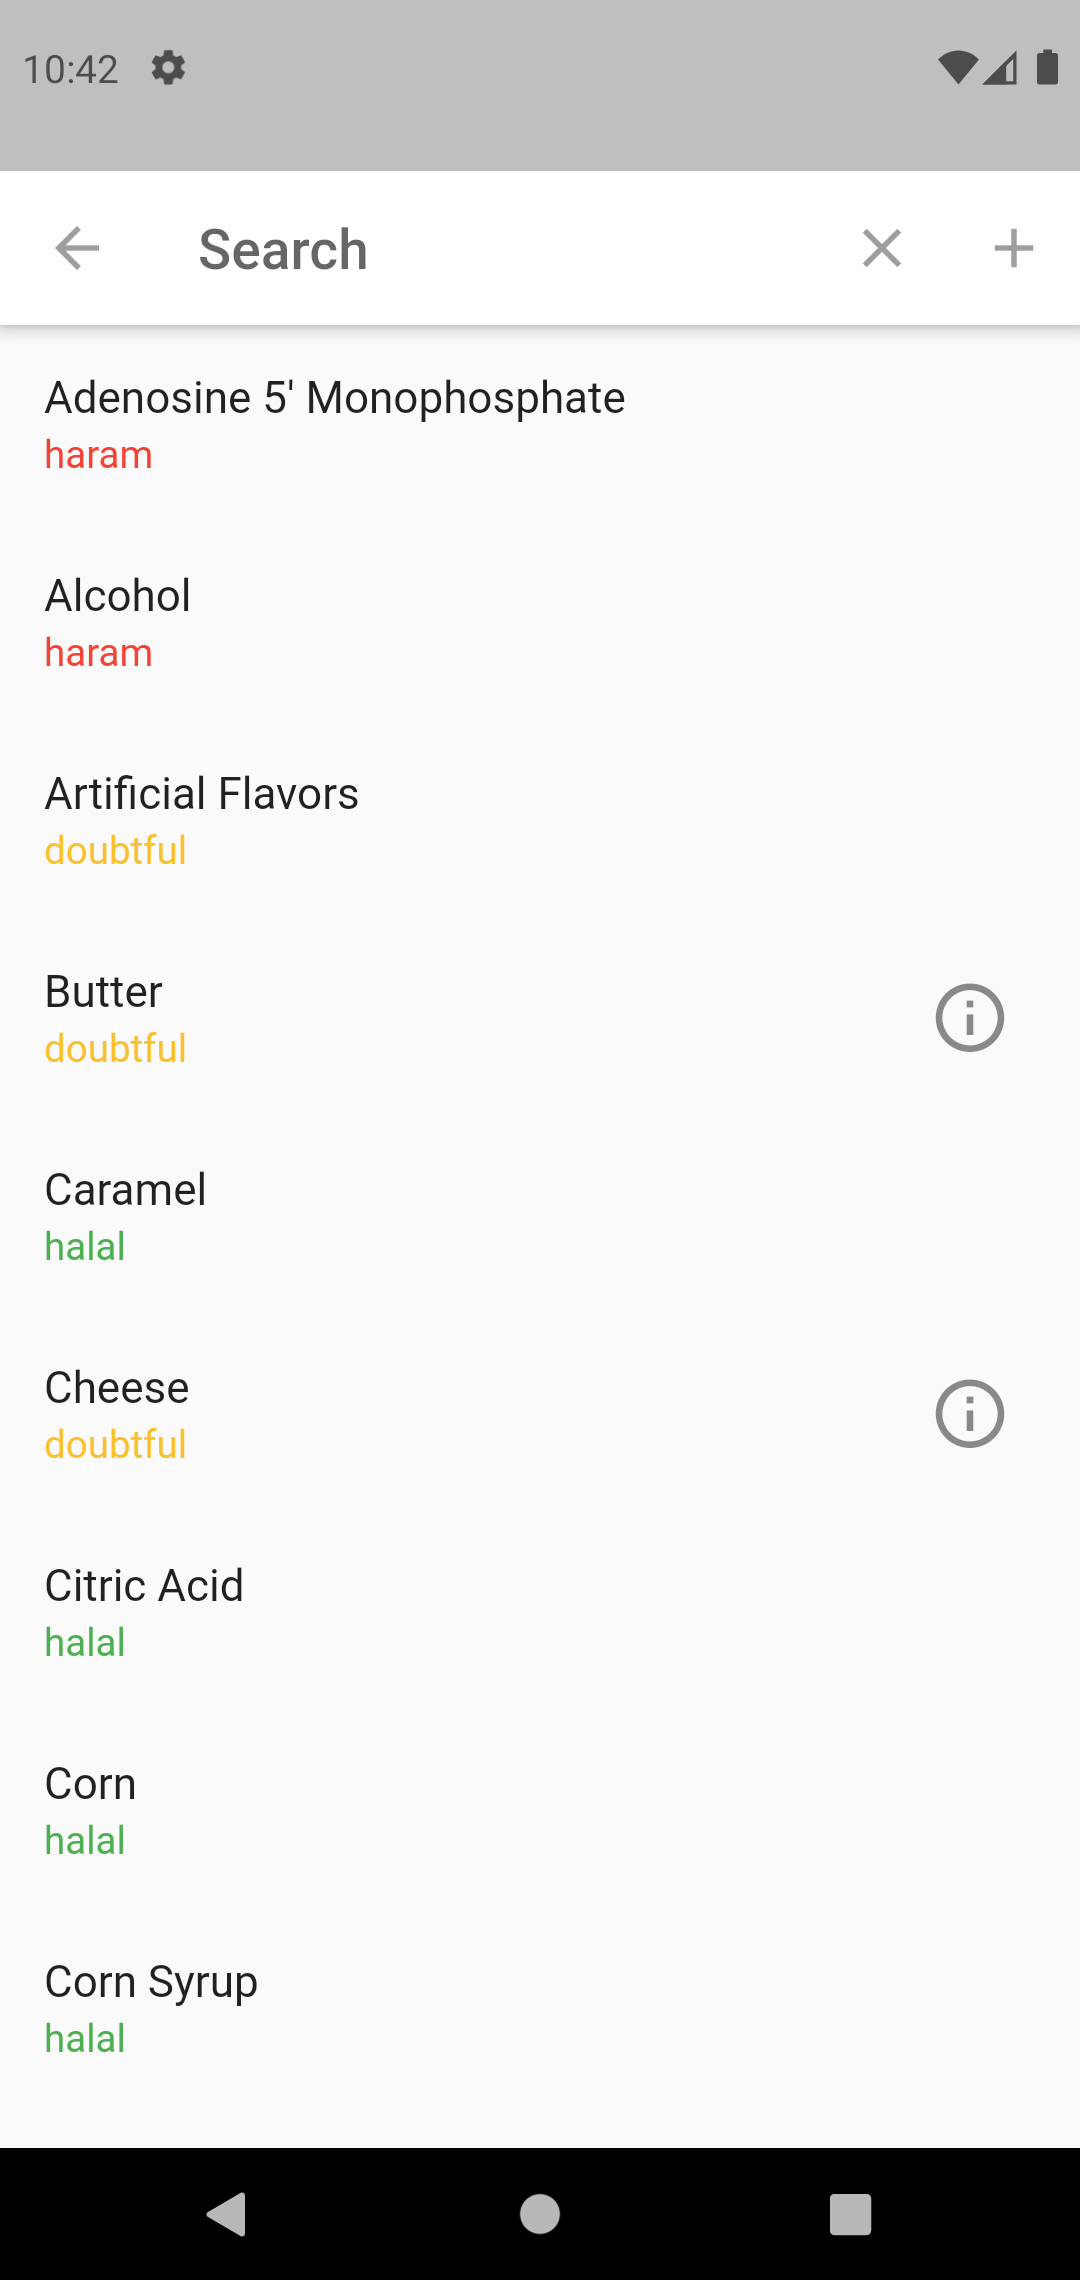 10:42
Search
Adenosine 5' Monophosphate
haram
Alcohol
haram
Artificial Flavors
doubtful
Butter
doubtful
Caramel
halal
Cheese
doubtful
Citric Acid
halal
Corn
halal
Corn Syrup
halal